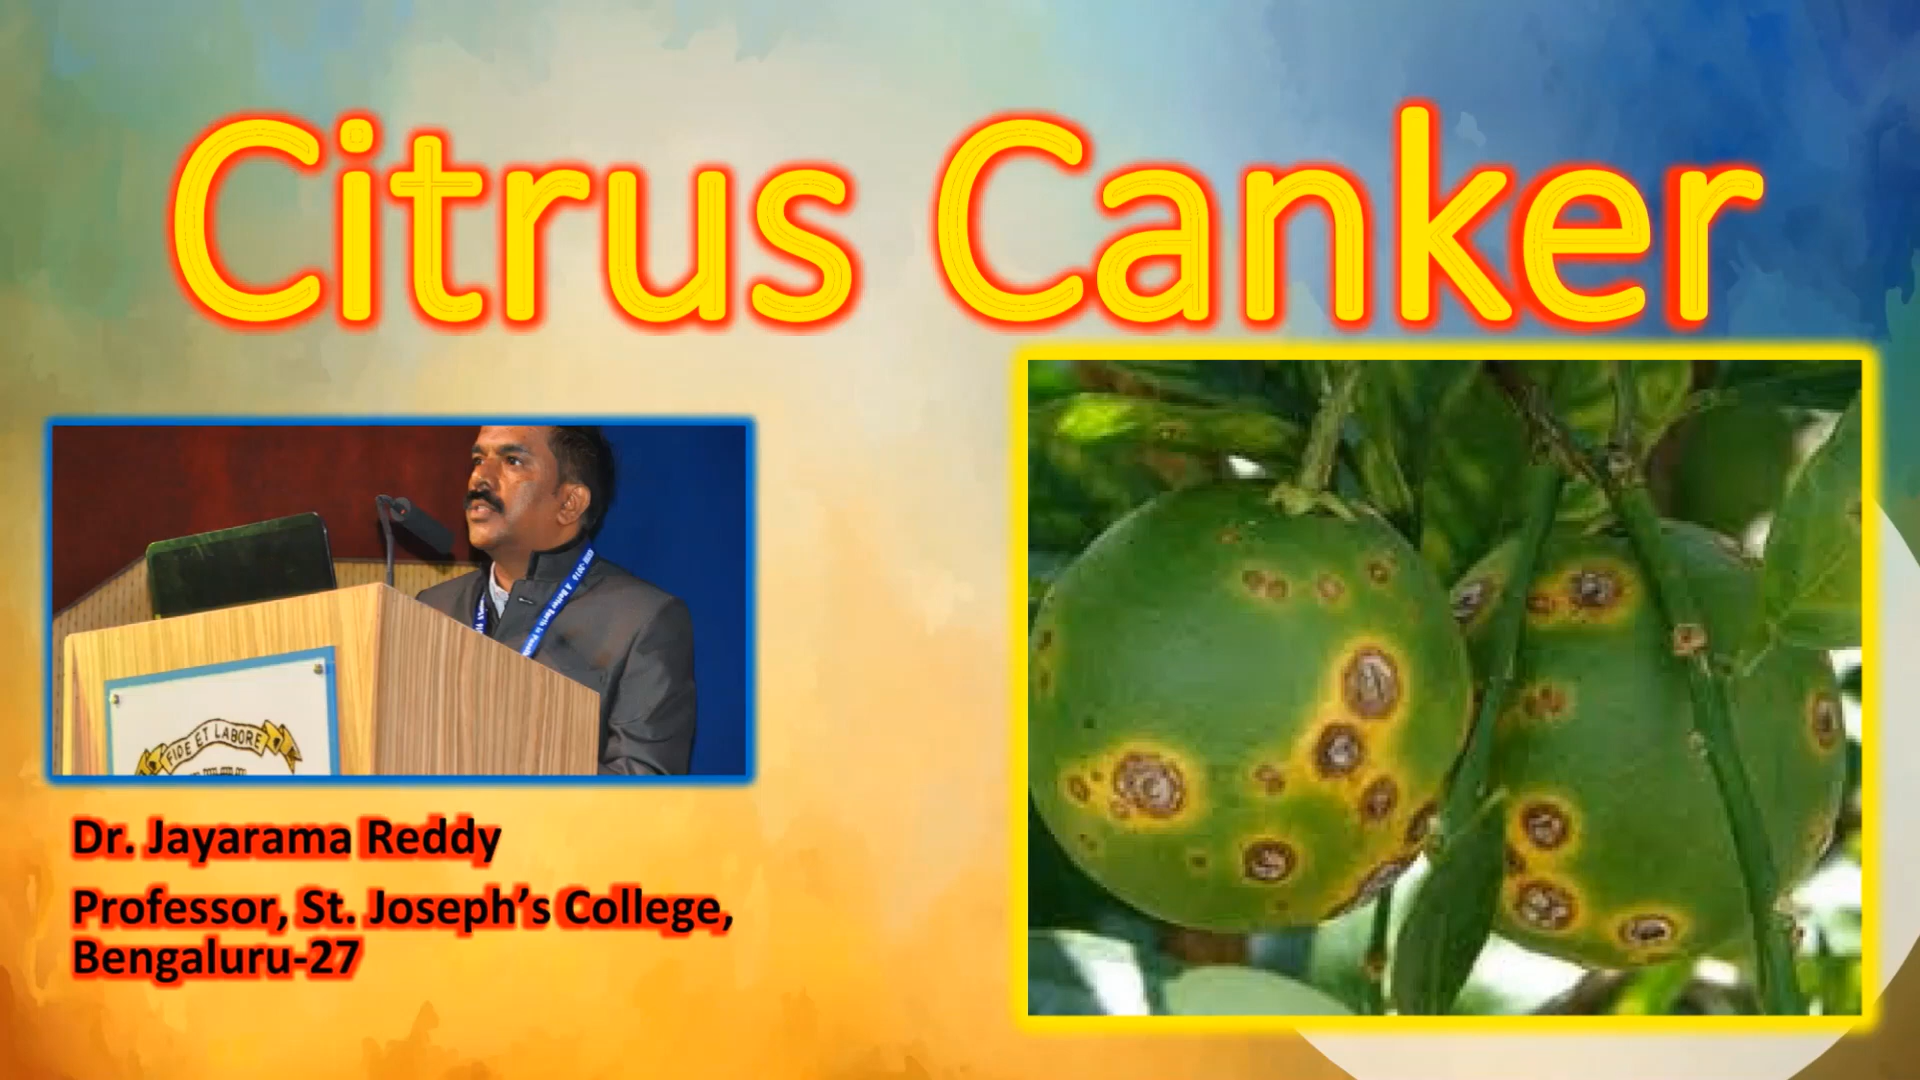 Citrus Canker
FIDE ET LABORE
Dr. Jayarama Reddy
Professor, St. Joseph's College,
Bengaluru-27